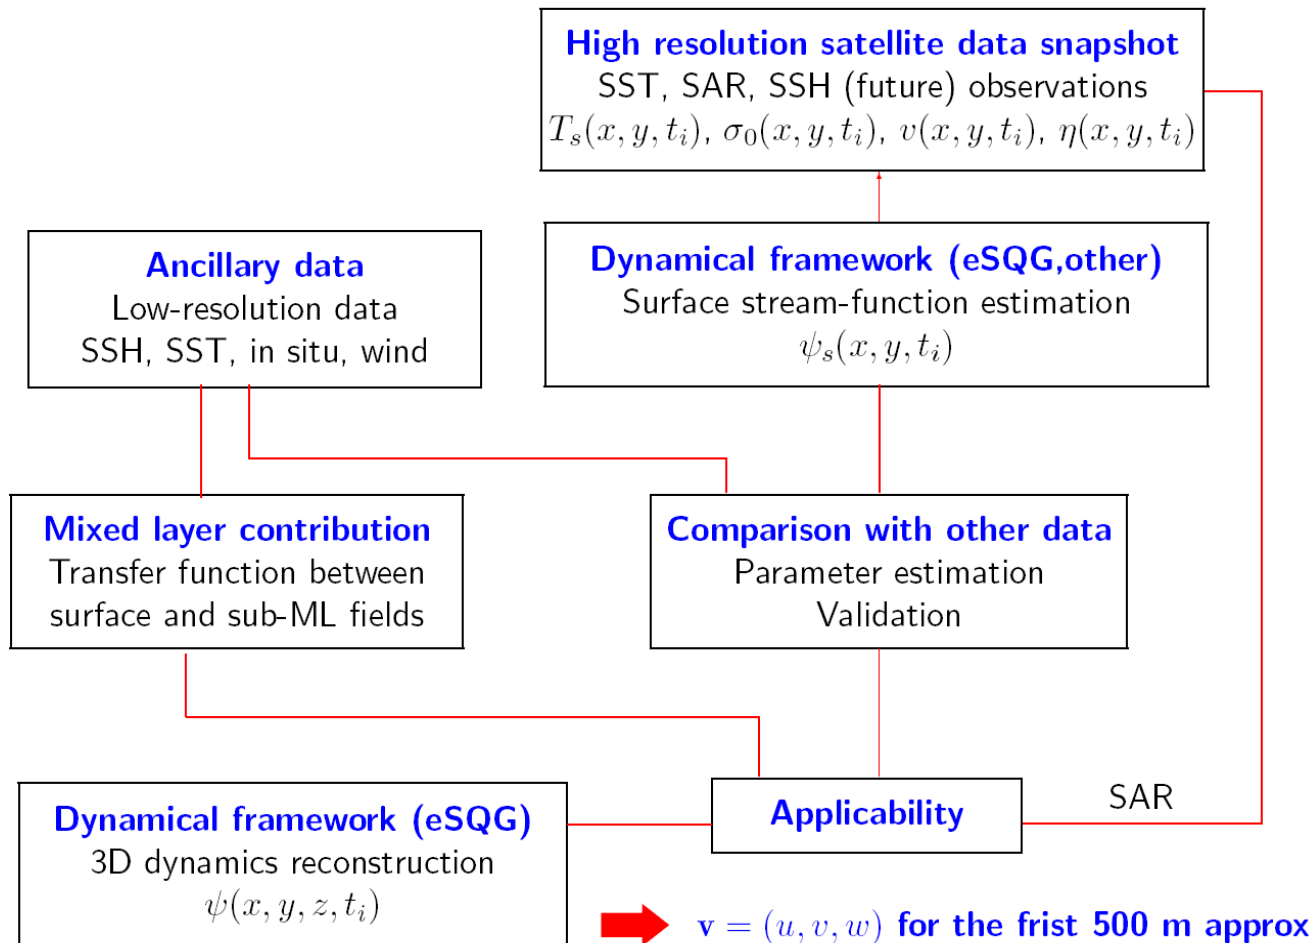 High resolution satellite data snapshot
SST, SAR, SSH (future) observations
T_s(x, y, t_i), σ_0(x, y, t_i), v(x, y, t_i), η(x, y, t_i)
Ancillary data
Low-resolution data
SSH, SST, in situ, wind
Dynamical framework (eSQG,other)
Surface stream-function estimation
ψ_s(x, y, t_i)
Mixed layer contribution
Transfer function between
surface and sub-ML fields
Comparison with other data
Parameter estimation
Validation
Applicability
SAR
Dynamical framework (eSQG)
3D dynamics reconstruction
ψ(x, y, z, t_i)
v = (u, v, w) for the frist 500 m approx